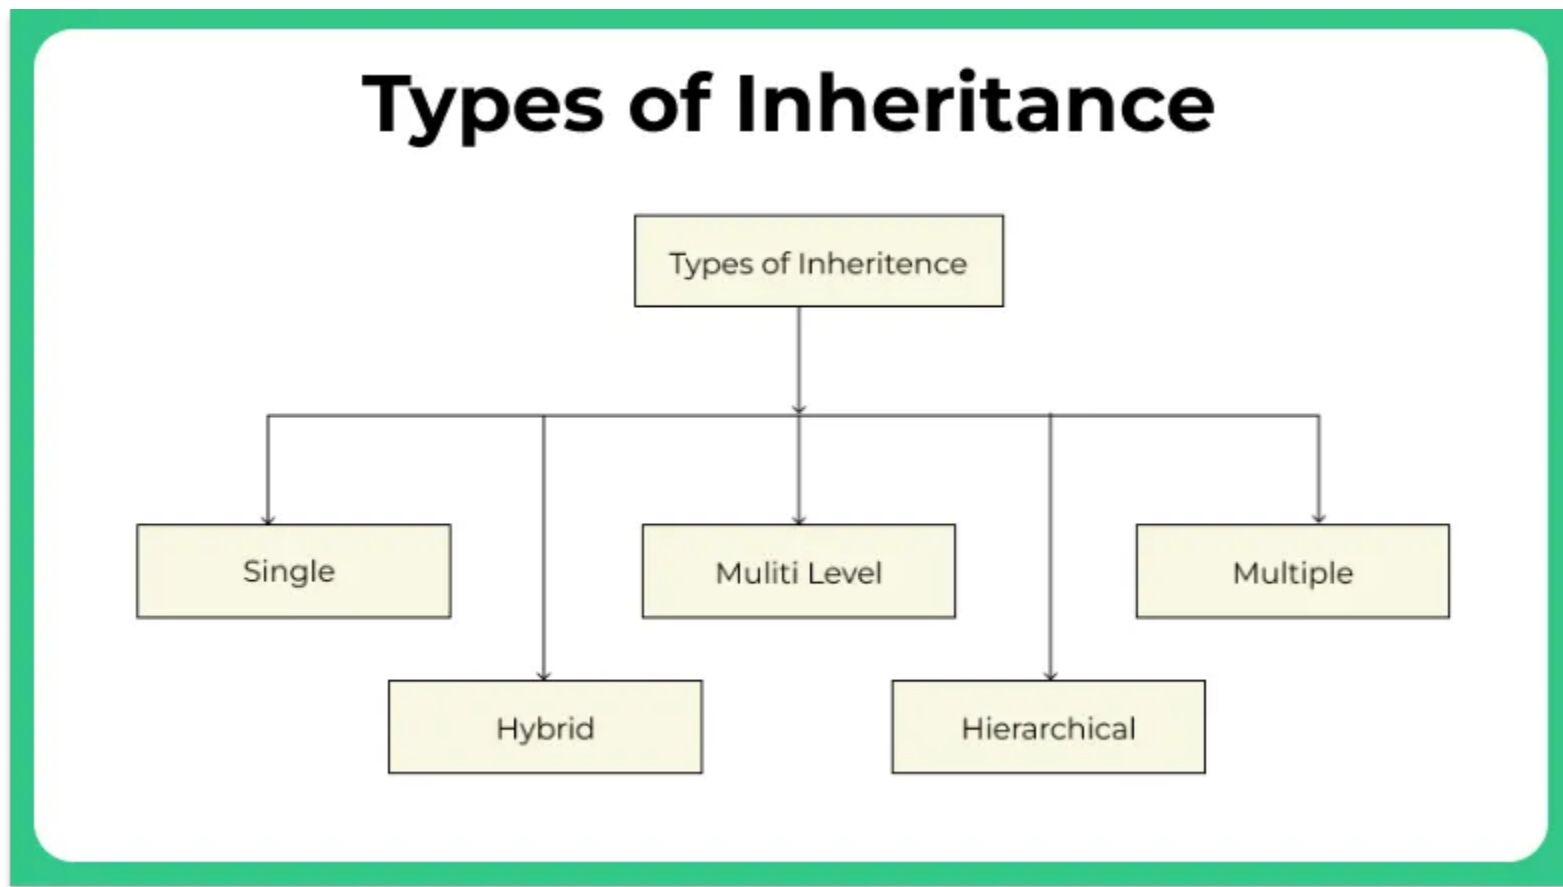 Types of Inheritance
Types of Inheritence
Single
Muliti Level
Multiple
Hybrid
Hierarchical